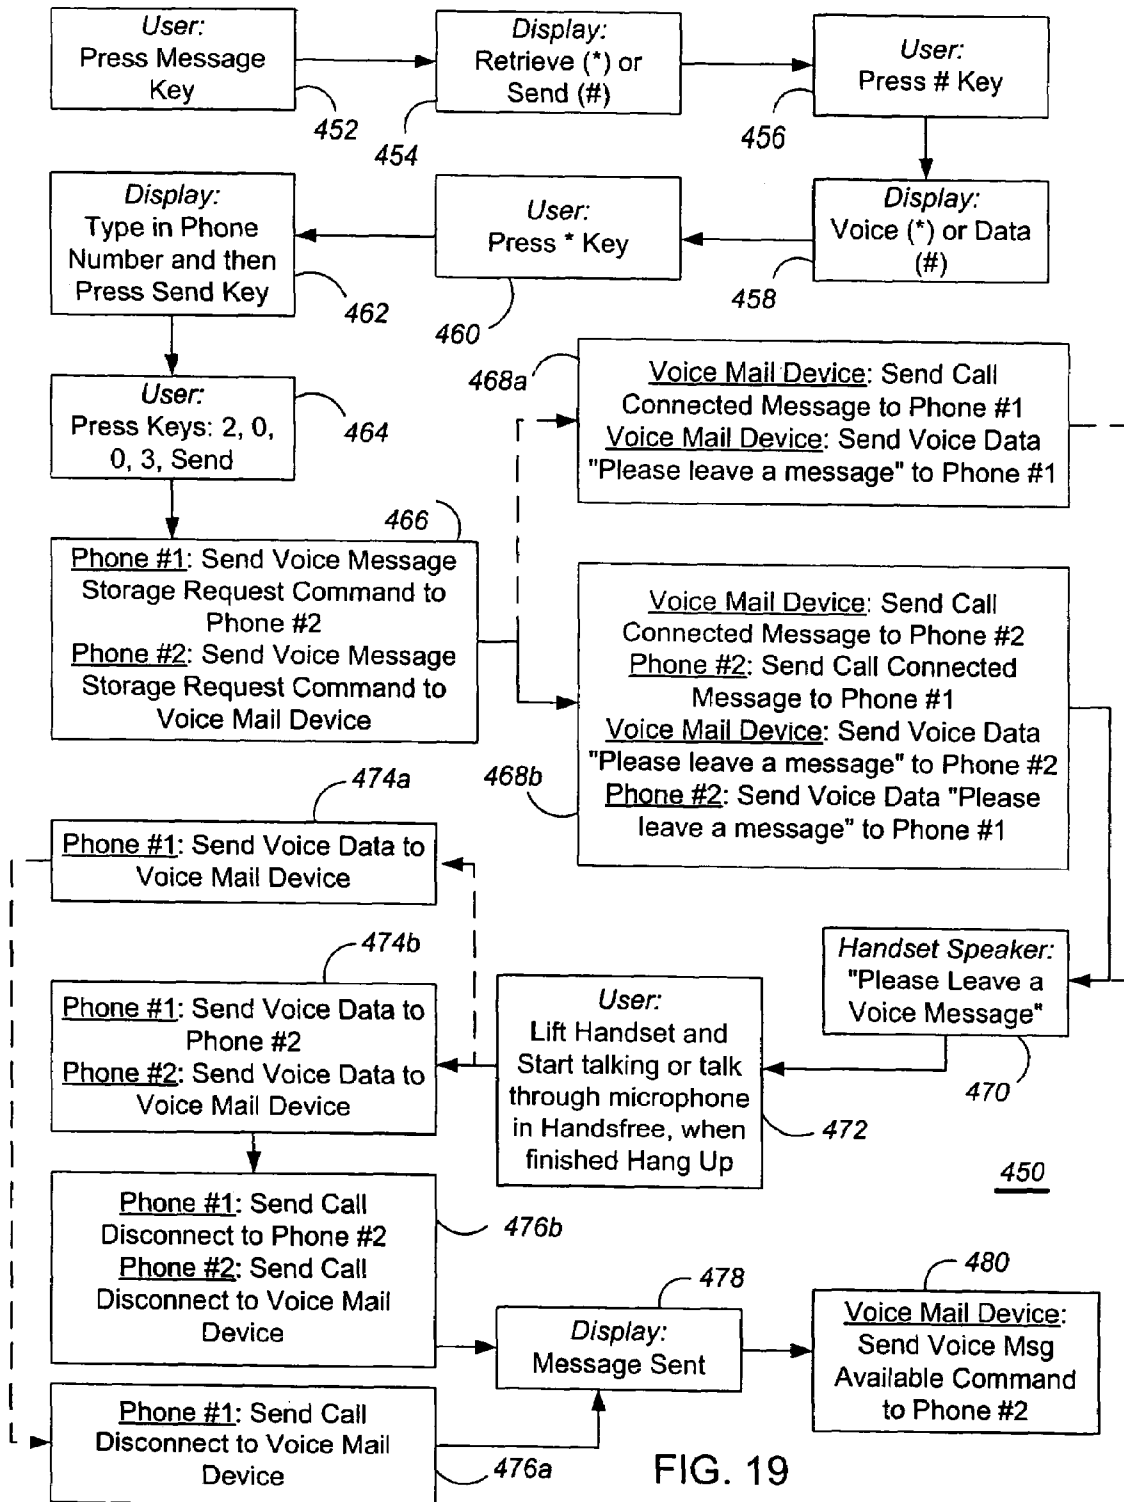 User:
Press Message
Key
452
Display:
Retrieve (*) or
Send (#)
454
User:
Press # Key
456
Display:
Voice (*) or Data
(#)
458
User:
Press * Key
460
Display:
Type in Phone
Number and then
Press Send Key
462
User:
Press Keys: 2, 0,
0, 3, Send
464
466
Phone #1: Send Voice Message
Storage Request Command to
Phone #2
Phone #2: Send Voice Message
Storage Request Command to
Voice Mail Device
468a
Voice Mail Device: Send Call
Connected Message to Phone #1
Voice Mail Device: Send Voice Data
"Please leave a message" to Phone #1
Voice Mail Device: Send Call
Connected Message to Phone #2
Phone #2: Send Call Connected
Message to Phone #1
Voice Mail Device: Send Voice Data
"Please leave a message" to Phone #2
Phone #2: Send Voice Data "Please
leave a message" to Phone #1
468b
Handset Speaker:
"Please Leave a
Voice Message"
470
User:
Lift Handset and
Start talking or talk
through microphone
in Handsfree, when
finished Hang Up
472
474a
Phone #1: Send Voice Data to
Voice Mail Device
474b
Phone #1: Send Voice Data to
Phone #2
Phone #2: Send Voice Data to
Voice Mail Device
Phone #1: Send Call
Disconnect to Phone #2
Phone #2: Send Call
Disconnect to Voice Mail
Device
476b
Phone #1: Send Call
Disconnect to Voice Mail
Device
476a
478
Display:
Message Sent
480
Voice Mail Device:
Send Voice Msg
Available Command
to Phone #2
450
FIG. 19